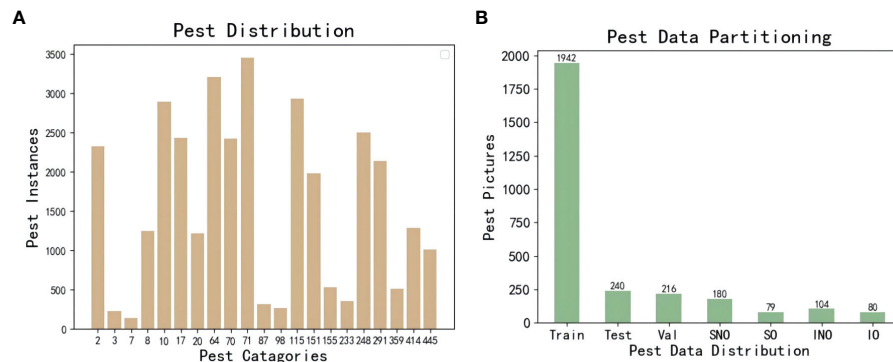 A
Pest Distribution
Pest Instances
3500
3000
2500
2000
1500
1000
500
0
2 3 7 8 10 17 20 64 70 71 87 98 115 151 155 233 248 291 359 414 445
Pest Catagories
B
Pest Data Partitioning
Pest Pictures
2000
1750
1500
1250
1000
750
500
250
0
1942 240 216 180 79 104 80
Train Test Val SNO SO INO IO
Pest Data Distribution